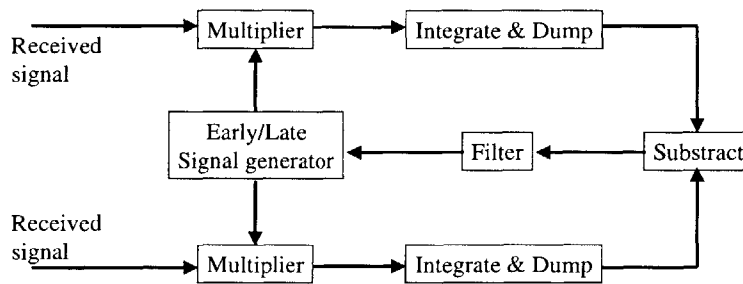 Received
signal
Multiplier
Integrate & Dump
Early/Late
Signal generator
Filter
Substract
Received
signal
Multiplier
Integrate & Dump